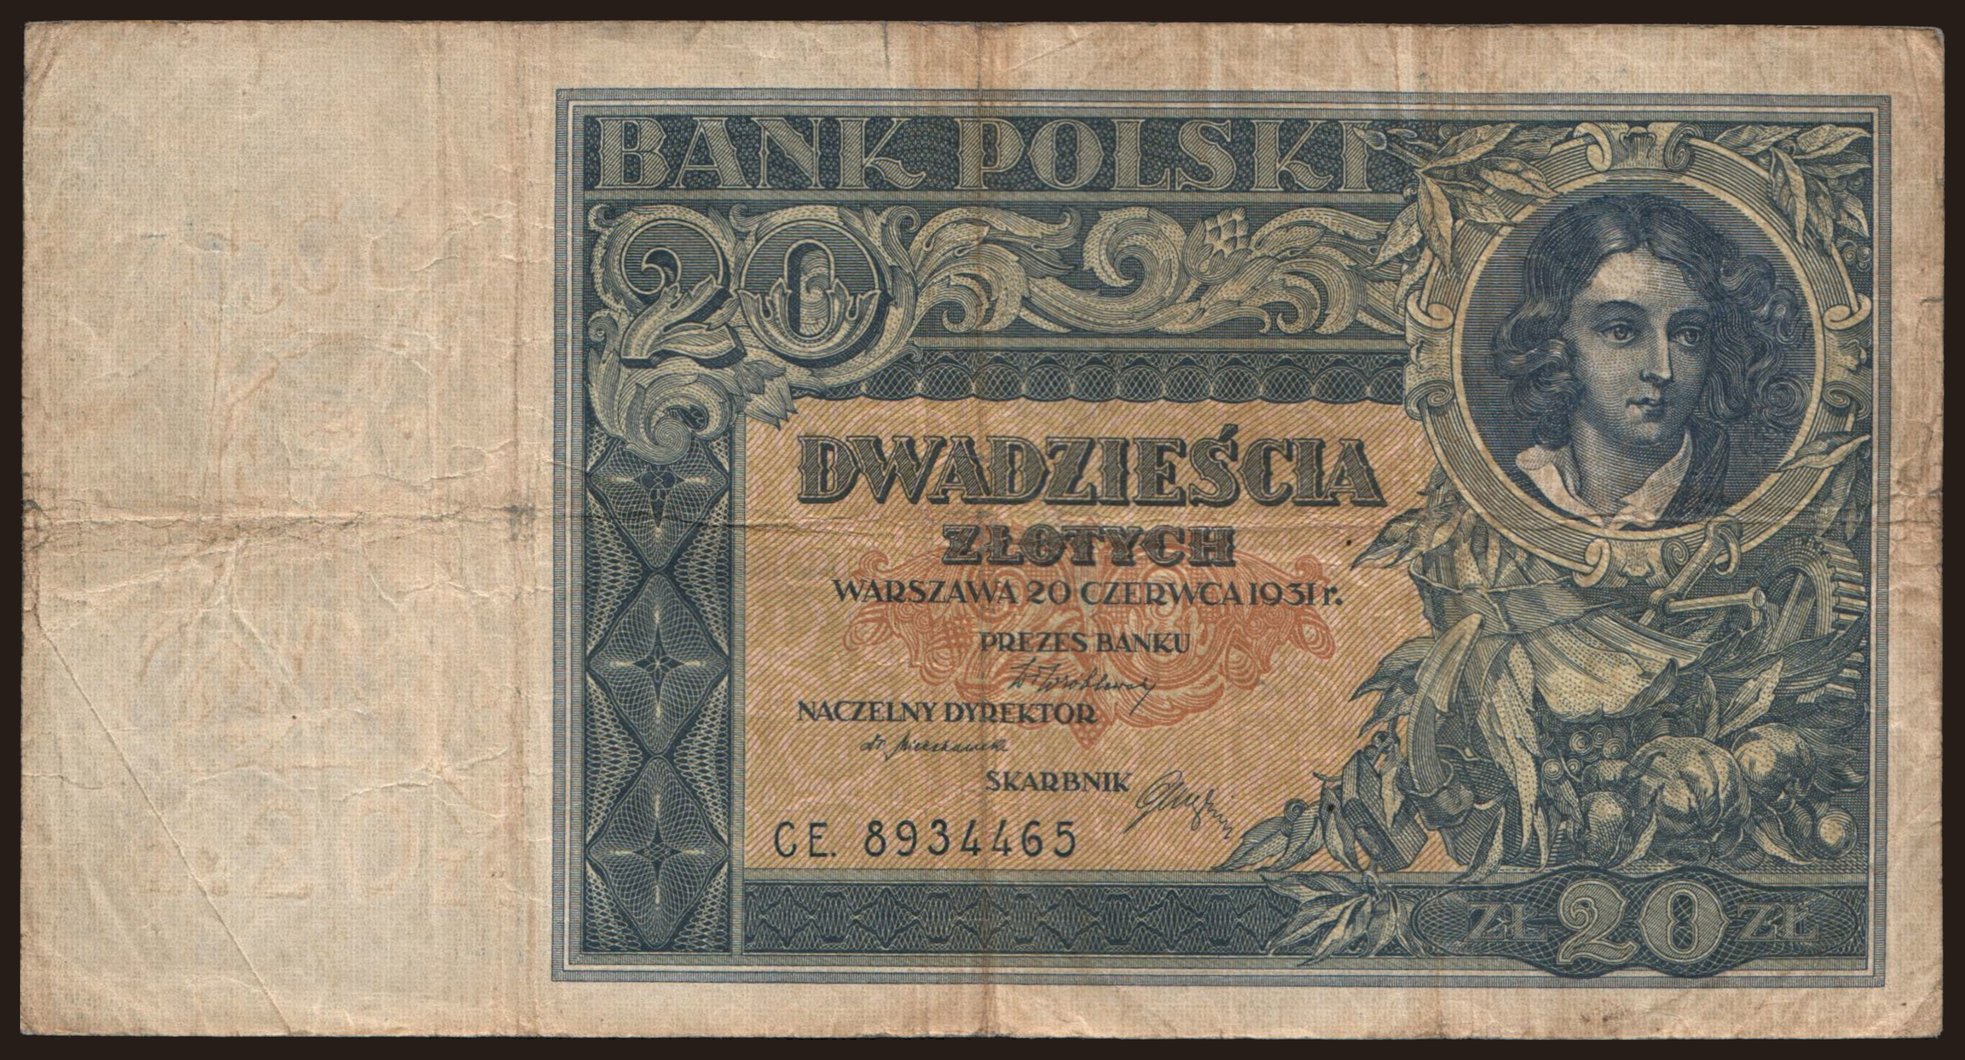 BANK POLSKI
20
DWADZIEŚCIA
ZŁOTYCH
WARSZAWA 20 CZERWCA 1931 r.
PREZES BANKU
NACZELNY DYREKTOR
SKARBNIK
CE. 8934465
ZŁ 20 ZŁ